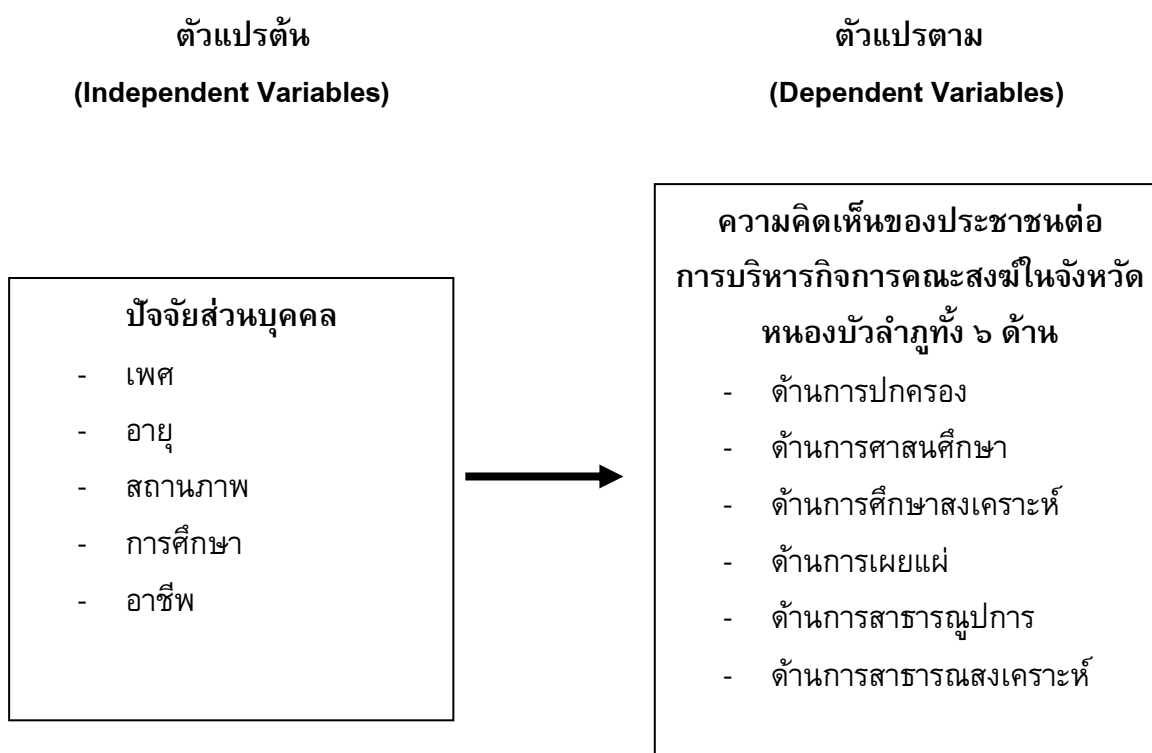 ตัวแปรต้น
(Independent Variables)
ปัจจัยส่วนบุคคล
- เพศ
- อายุ
- สถานภาพ
- การศึกษา
- อาชีพ
ตัวแปรตาม
(Dependent Variables)
ความคิดเห็นของประชาชนต่อ
การบริหารกิจการคณะสงฆ์ในจังหวัด
หนองบัวลำภูทั้ง ๖ ด้าน
- ด้านการปกครอง
- ด้านการศาสนศึกษา
- ด้านการศึกษาสงเคราะห์
- ด้านการเผยแผ่
- ด้านการสาธารณูปการ
- ด้านการสาธารณสงเคราะห์